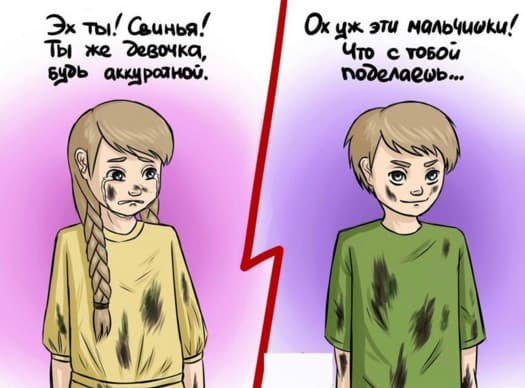 Эх ты! Свинья!
Ты же девочка,
будь аккуратной.
Ох уж эти мальчишки!
Что с тобой
поделаешь...